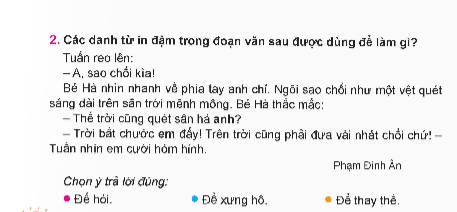 2. Các danh từ in đậm trong đoạn văn sau được dùng để làm gì?
Tuấn reo lên:
– A, sao chổi kìa!
Bé Hà nhìn nhanh về phía tay anh chỉ. Ngôi sao chổi như một vệt quét
sáng dài trên sân trời mênh mông. Bé Hà thắc mắc:
– Thế trời cũng quét sân hả anh?
– Trời bắt chước em đấy! Trên trời cũng phải đưa vài nhát chổi chứ! –
Tuấn nhìn em cười hóm hỉnh.
Phạm Đình Ân
Chọn ý trả lời đúng:
• Để hỏi. • Để xưng hô. • Để thay thế.